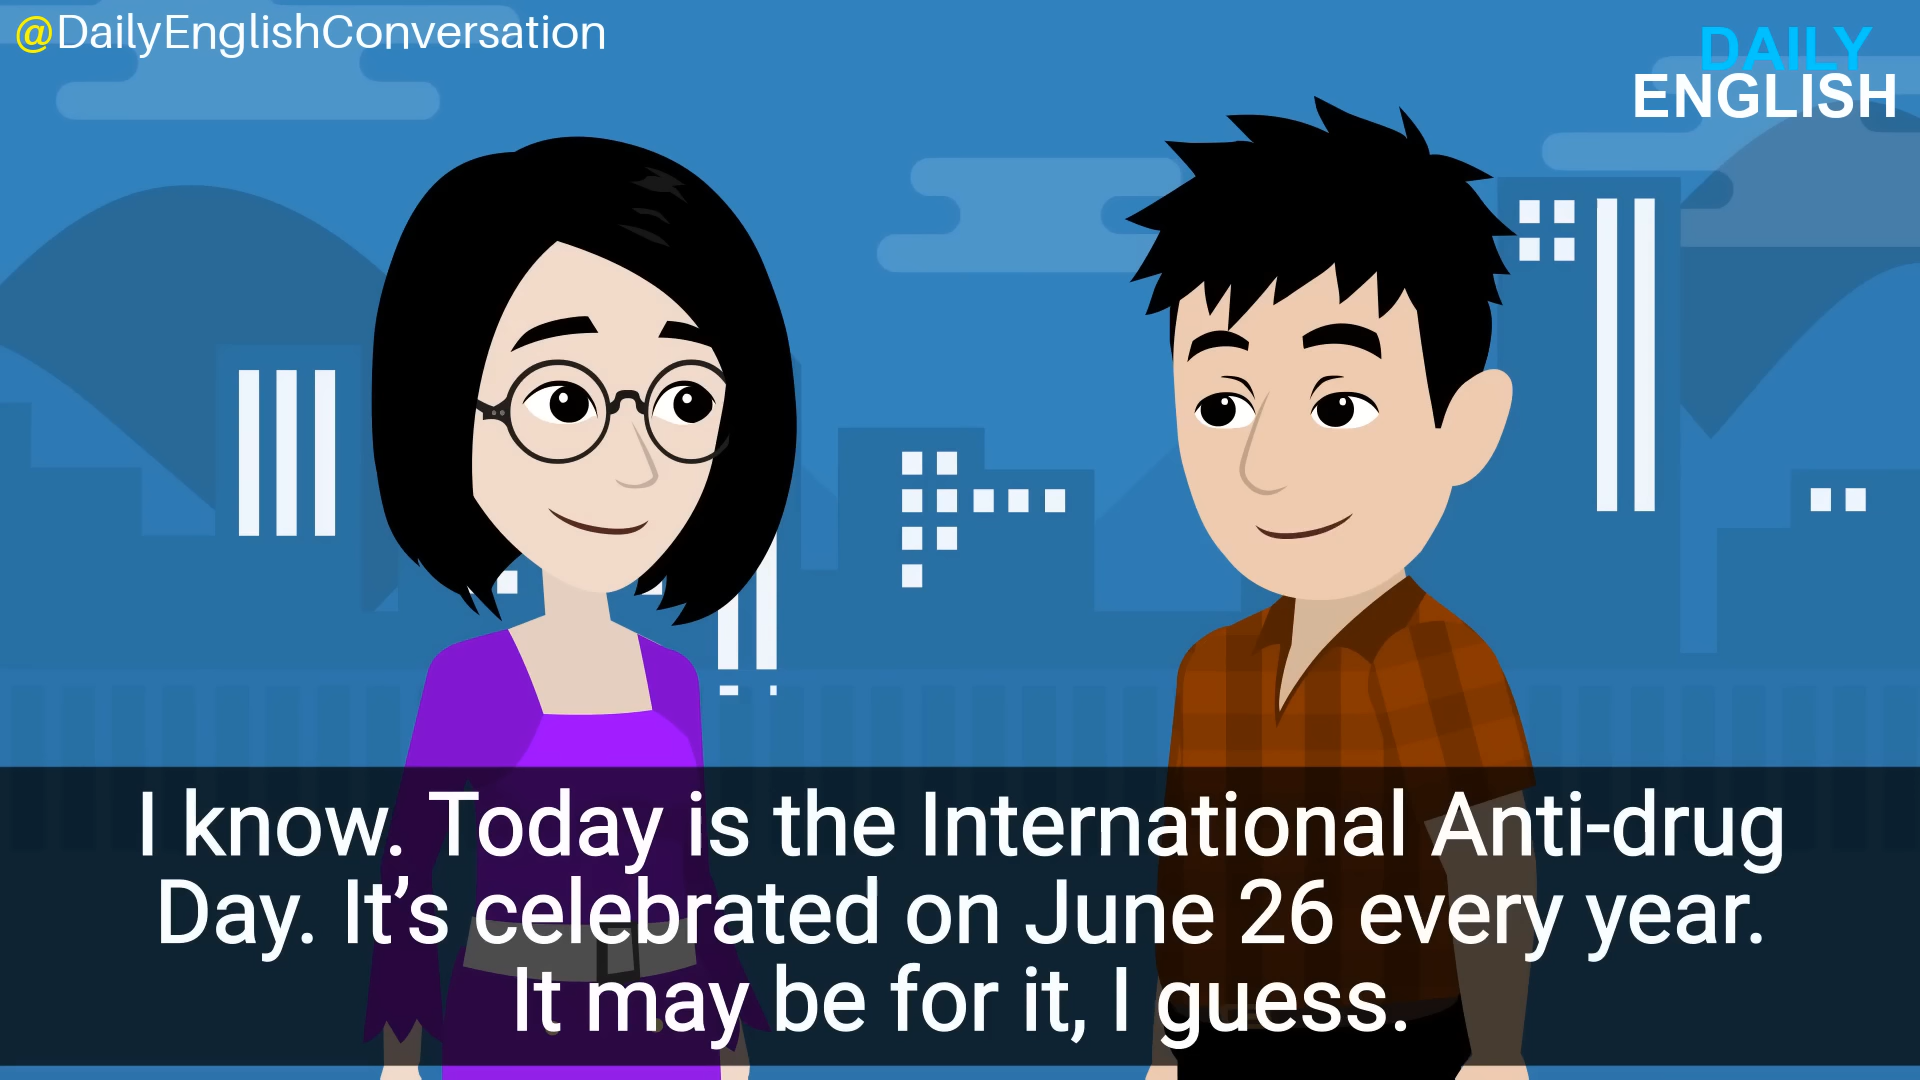 @DailyEnglishConversation
DAILY
ENGLISH
I know. Today is the International Anti-drug
Day. It’s celebrated on June 26 every year.
It may be for it, I guess.